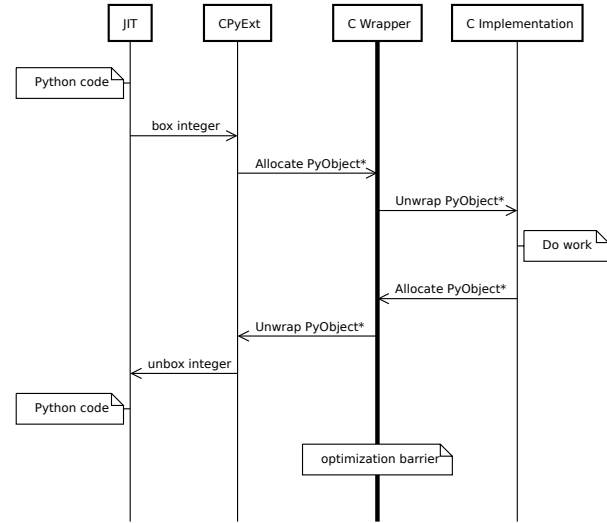 JIT
CPyExt
C Wrapper
C Implementation
Python code
box integer
Allocate PyObject*
Unwrap PyObject*
Do work
Allocate PyObject*
Unwrap PyObject*
unbox integer
Python code
optimization barrier